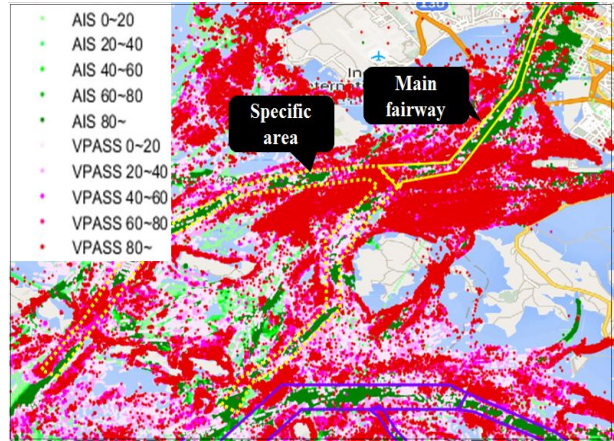 AIS 0~20
AIS 20~40
AIS 40~60
AIS 60~80
AIS 80~
VPASS 0~20
VPASS 20~40
VPASS 40~60
VPASS 60~80
VPASS 80~
Main
fairway
Specific
area
130